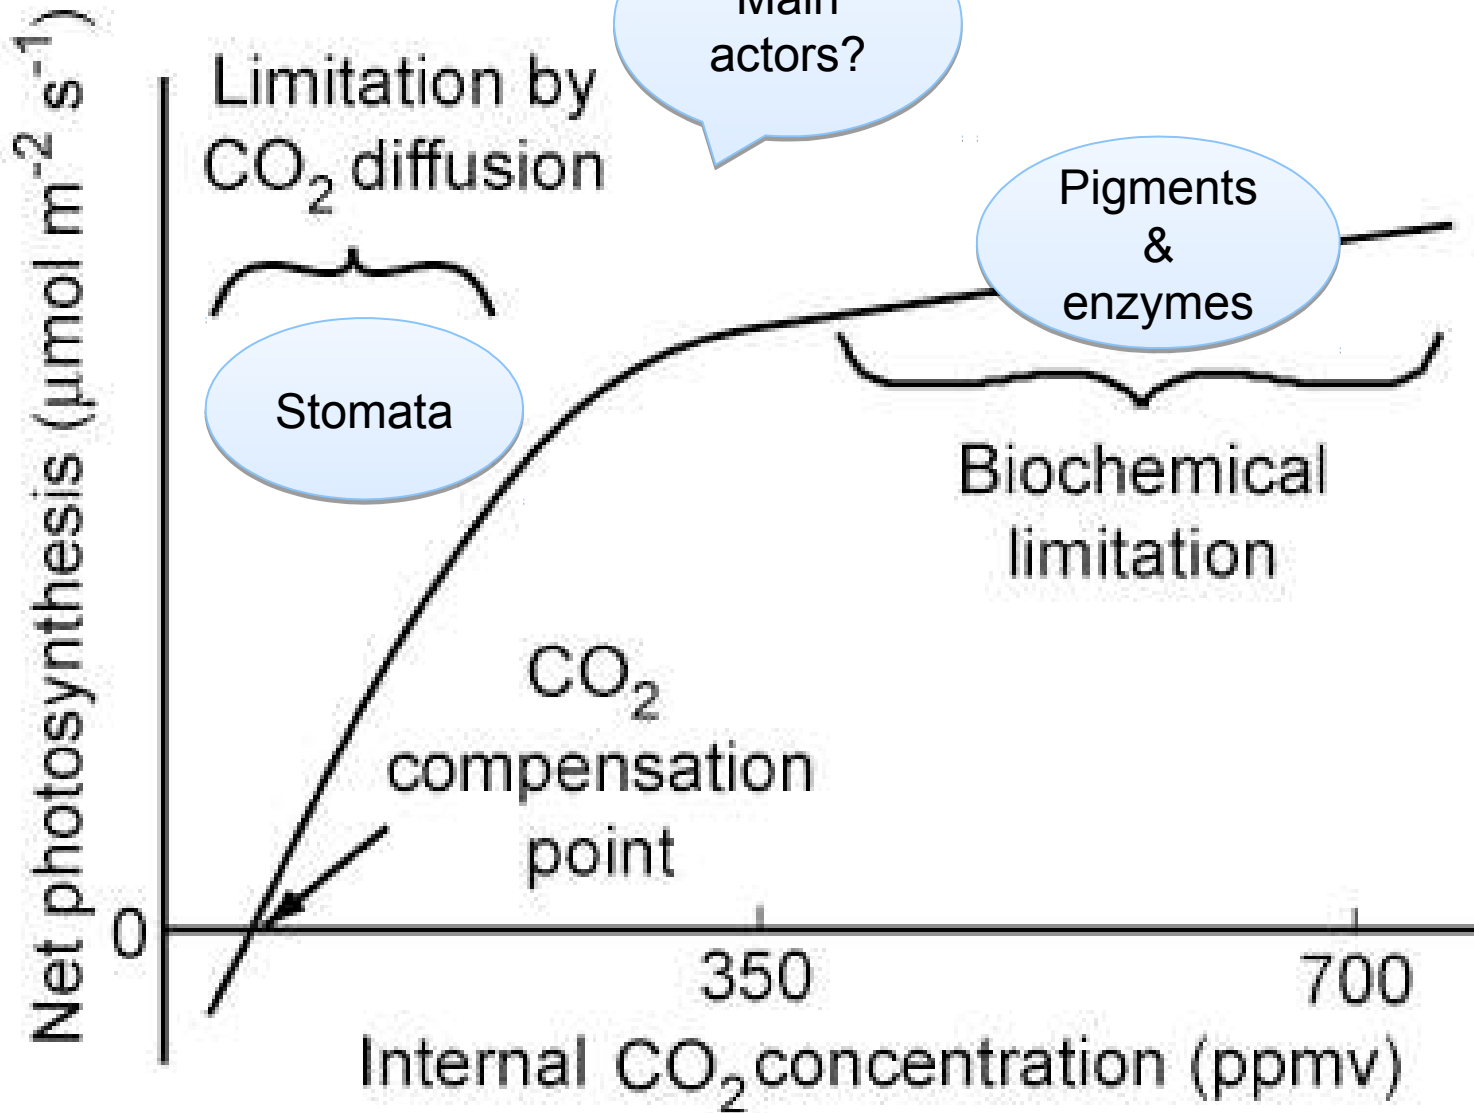 Main
actors?
Limitation by
CO₂ diffusion
Pigments
&
enzymes
Stomata
Biochemical
limitation
CO₂
compensation
point
Net photosynthesis (µmol m⁻² s⁻¹)
0
350
700
Internal CO₂ concentration (ppmv)